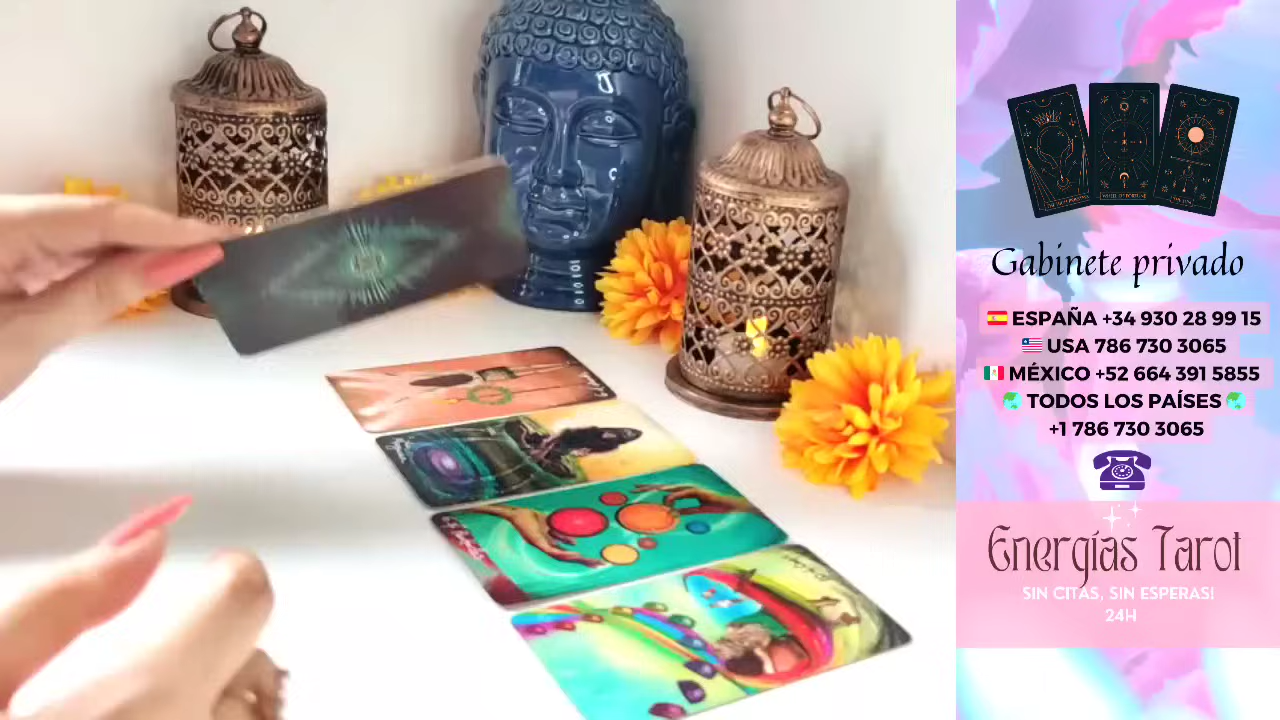 Gabinete privado
ESPAÑA +34 930 28 99 15
USA 786 730 3065
MÉXICO +52 664 391 5855
TODOS LOS PAÍSES
+1 786 730 3065
Energías Tarot
SIN CITAS, SIN ESPERAS!
24H